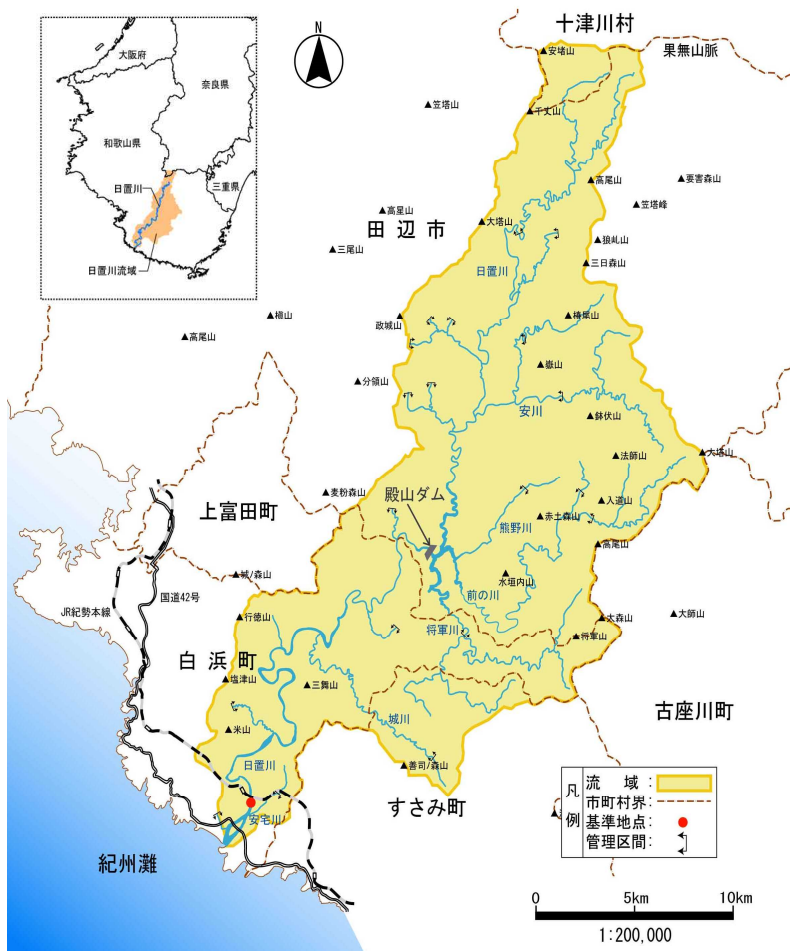 十津川村
N
大阪府
奈良県
和歌山県
日置川
三重県
日置川流域
▲安堵山
果無山脈
▲笠塔山
▲千丈山
▲高尾山
▲要害森山
▲笠塔峰
▲高星山
田辺市
▲大塔山
▲三尾山
日置川
▲三日森山
▲槇山
政城山
▲高尾山
▲嶽山
▲分領山
安川
▲鉢伏山
▲法師山
▲大塔山
▲麦粉森山
殿山ダム
▲入道山
上富田町
熊野川
▲赤土森山
▲高尾山
▲城ノ森山
水垣内山
国道42号
JR紀勢本線
前の川
▲行徳山
将軍川
▲大森山
▲大師山
▲将軍山
白浜町
▲塩津山
▲三舞山
古座川町
城川
▲米山
日置川
▲善司ノ森山
すさみ町
安宅川
紀州灘
凡例
流域:
市町村界:
基準地点:
管理区間:
0 5km 10km
1:200,000